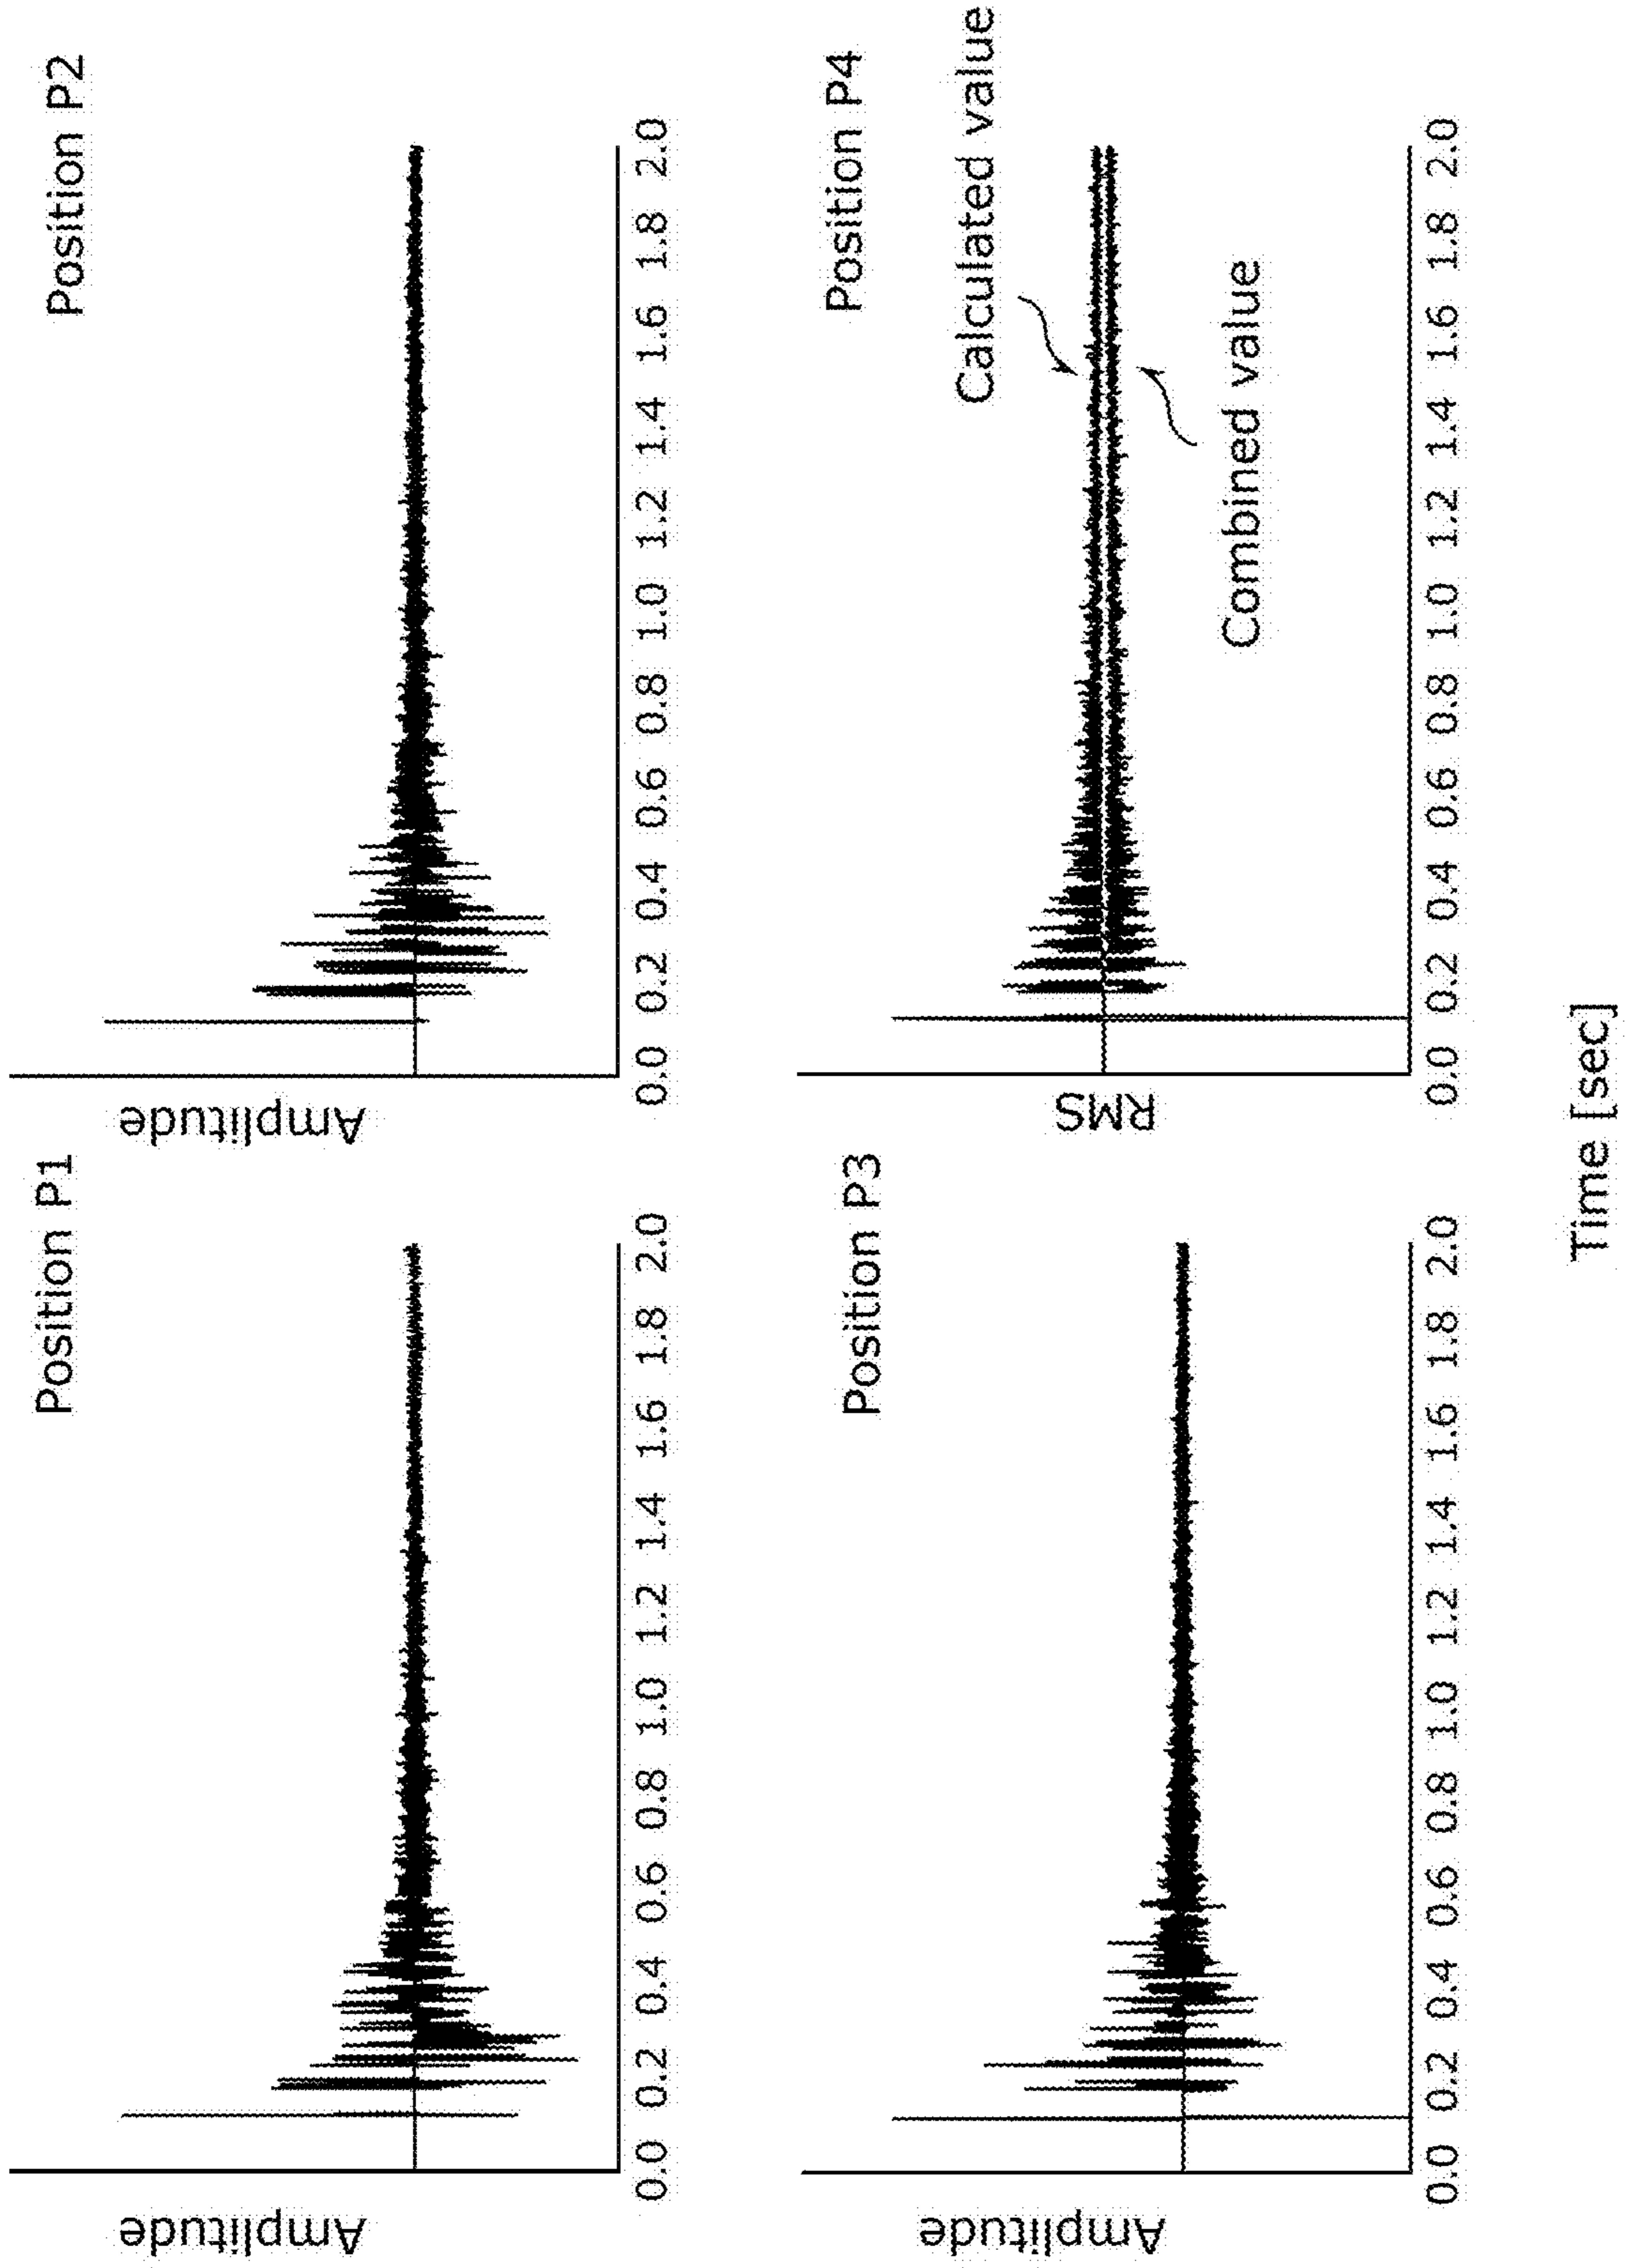 Position P1
Amplitude
0.0 0.2 0.4 0.6 0.8 1.0 1.2 1.4 1.6 1.8 2.0
Position P2
Amplitude
0.0 0.2 0.4 0.6 0.8 1.0 1.2 1.4 1.6 1.8 2.0
Position P3
Amplitude
0.0 0.2 0.4 0.6 0.8 1.0 1.2 1.4 1.6 1.8 2.0
Position P4
Calculated value
RMS
Combined value
0.0 0.2 0.4 0.6 0.8 1.0 1.2 1.4 1.6 1.8 2.0
Time [sec]